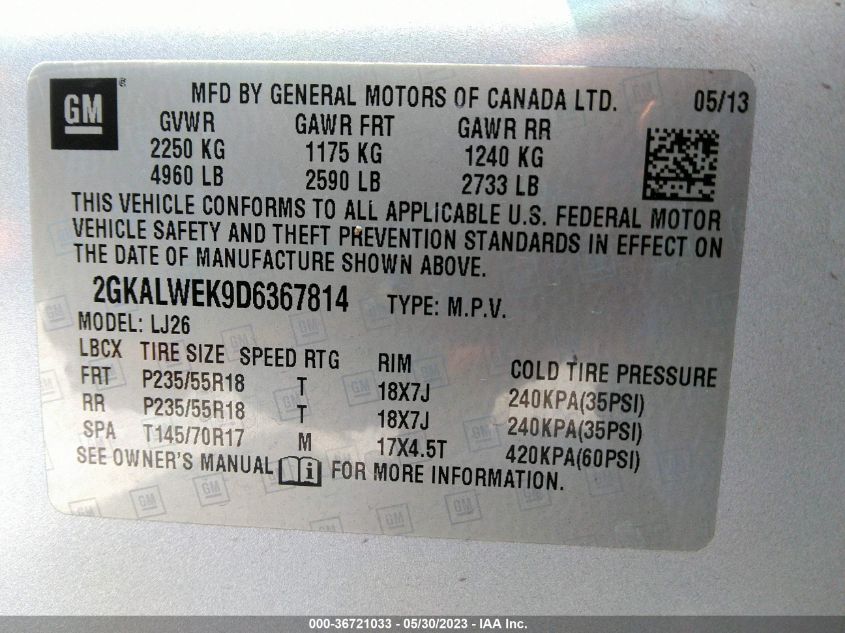 GM
MFD BY GENERAL MOTORS OF CANADA LTD. 05/13
GVWR GAWR FRT GAWR RR
2250 KG 1175 KG 1240 KG
4960 LB 2590 LB 2733 LB
THIS VEHICLE CONFORMS TO ALL APPLICABLE U.S. FEDERAL MOTOR
VEHICLE SAFETY AND THEFT PREVENTION STANDARDS IN EFFECT ON
THE DATE OF MANUFACTURE SHOWN ABOVE.
2GKALWEK9D6367814 TYPE: M.P.V.
MODEL: LJ26
LBCX TIRE SIZE SPEED RTG RIM COLD TIRE PRESSURE
FRT P235/55R18 T 18X7J 240KPA(35PSI)
RR P235/55R18 T 18X7J 240KPA(35PSI)
SPA T145/70R17 M 17X4.5T 420KPA(60PSI)
SEE OWNER'S MANUAL i FOR MORE INFORMATION.
000-36721033 - 05/30/2023 - IAA Inc.